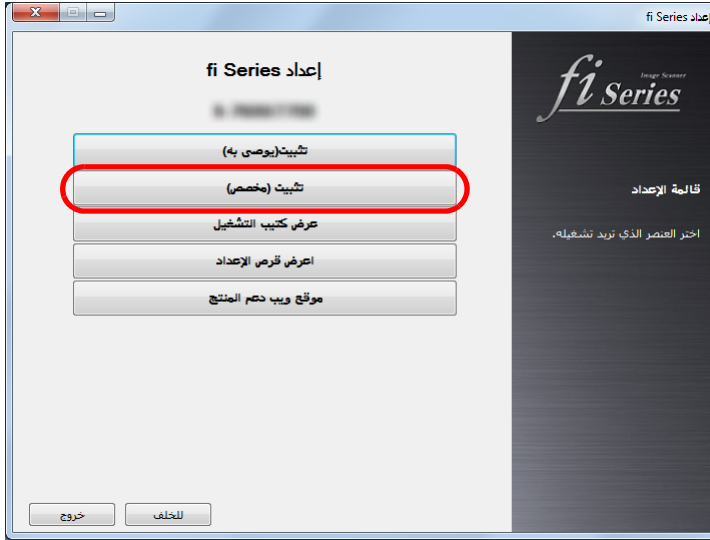 إعداد fi Series
Image Scanner
fi Series
قائمة الإعداد
اختر العنصر الذي تريد تشغيله.
إعداد fi Series
تثبيت(يوصى به)
تثبيت (مخصص)
عرض كتيب التشغيل
اعرض قرص الإعداد
موقع ويب دعم المنتج
للخلف
خروج